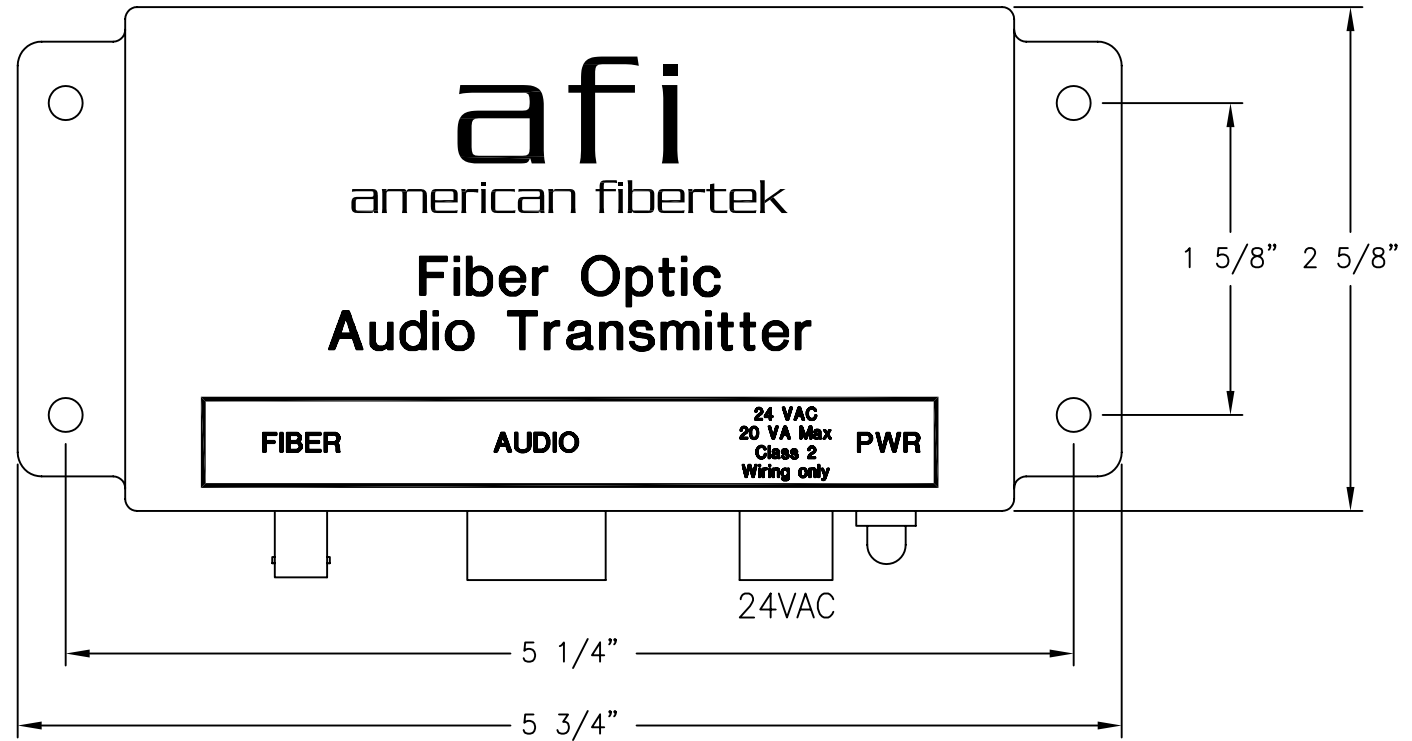 afi
american fibertek
Fiber Optic
Audio Transmitter
FIBER
AUDIO
24 VAC
20 VA Max
Class 2
Wiring only
PWR
24VAC
1 5/8”
2 5/8”
5 1/4”
5 3/4”